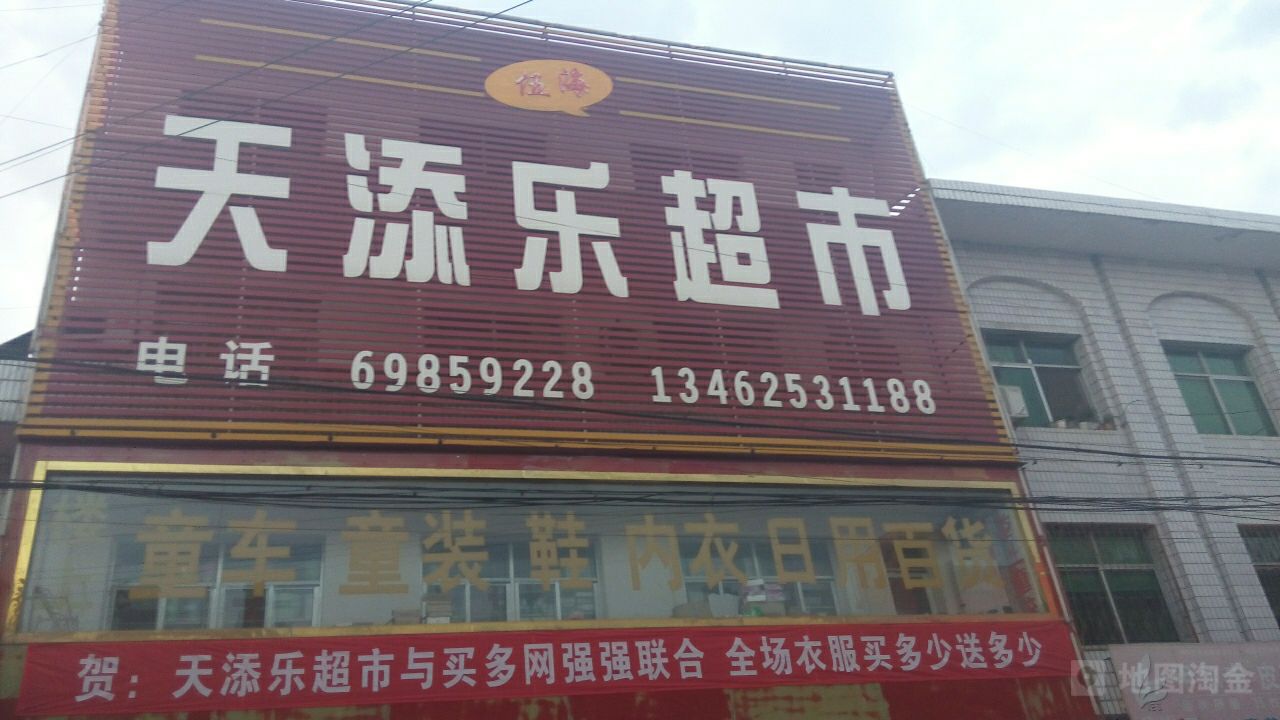 恆海
天添乐超市
电话 69859228 13462531188
童车 童装 鞋 内衣 日用百货
贺：天添乐超市与买多网强强联合 全场衣服买多少送多少
地图淘金